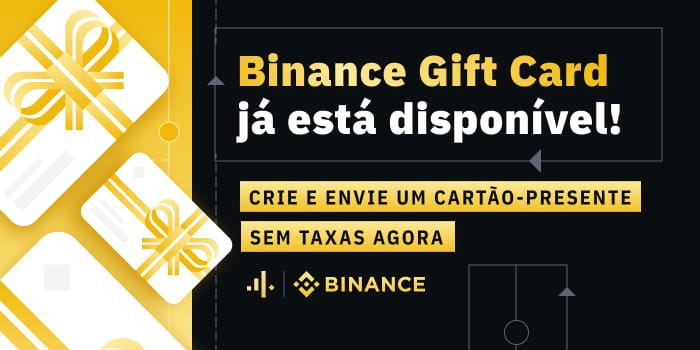 Binance Gift Card
já está disponível!
CRIE E ENVIE UM CARTÃO-PRESENTE
SEM TAXAS AGORA
BINANCE